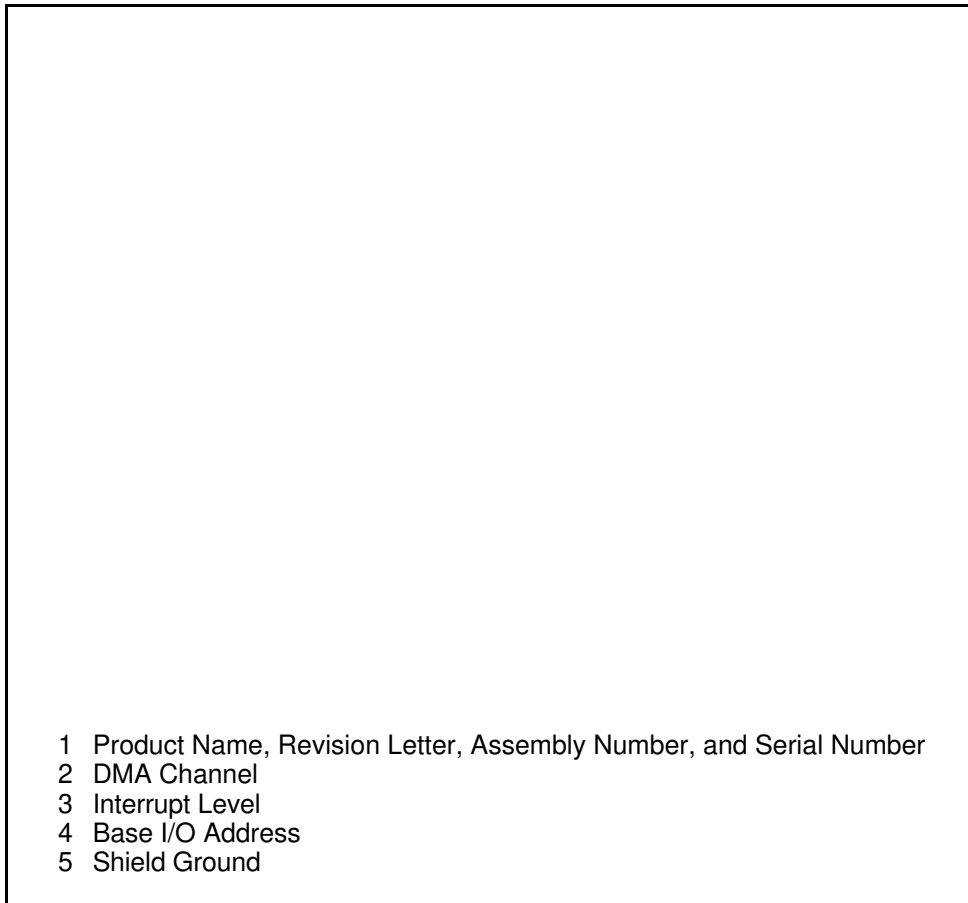 1 Product Name, Revision Letter, Assembly Number, and Serial Number
2 DMA Channel
3 Interrupt Level
4 Base I/O Address
5 Shield Ground